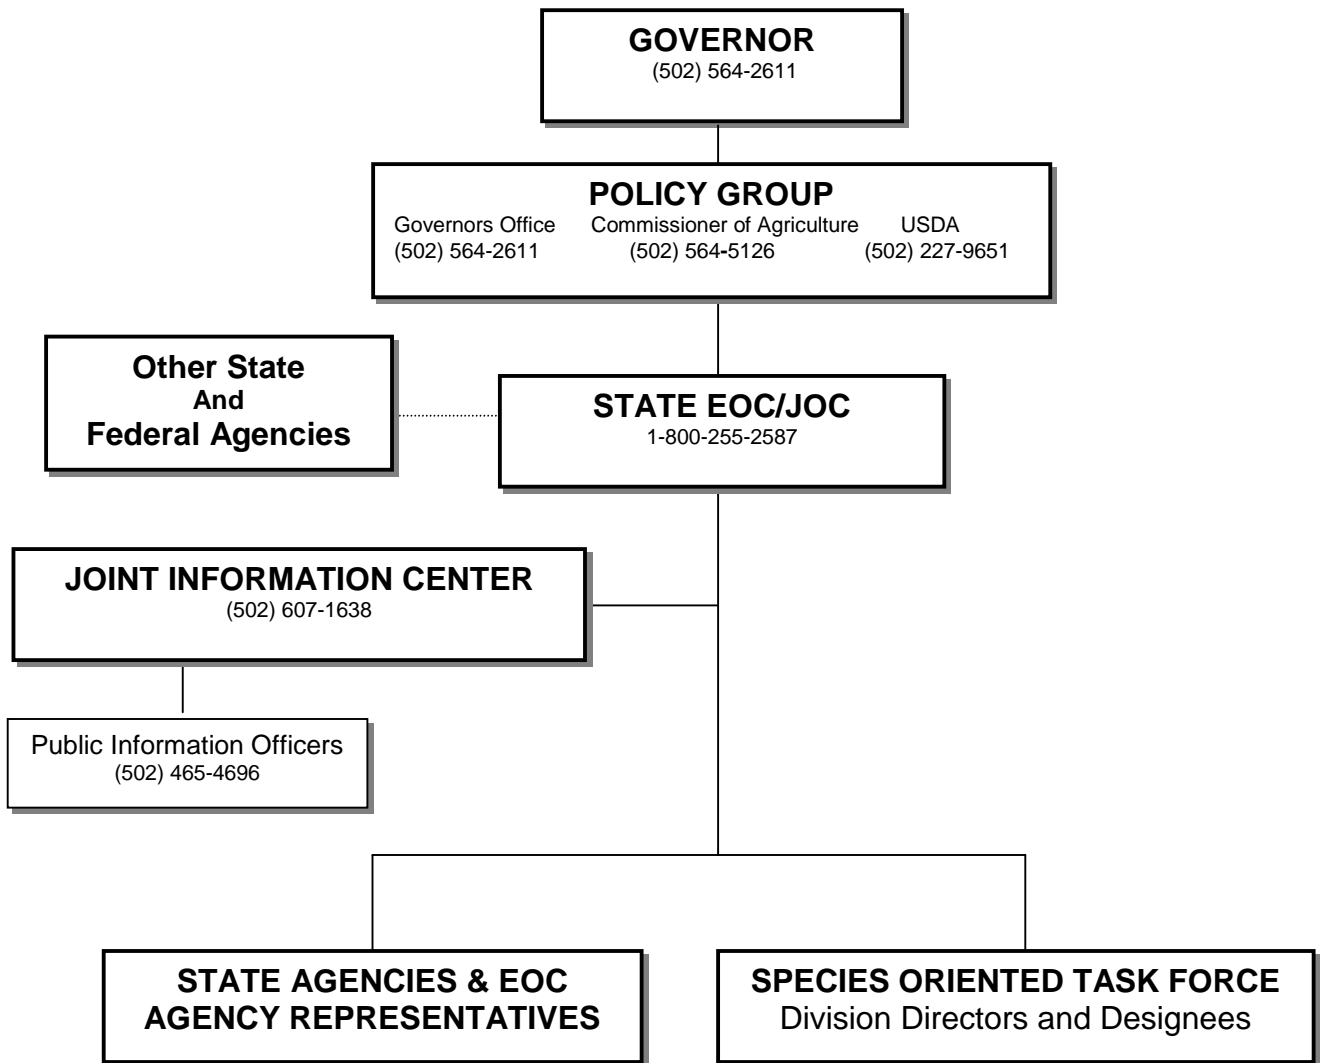 GOVERNOR
(502) 564-2611
POLICY GROUP
Governors Office Commissioner of Agriculture USDA
(502) 564-2611 (502) 564-5126 (502) 227-9651
Other State
And
Federal Agencies
STATE EOC/JOC
1-800-255-2587
JOINT INFORMATION CENTER
(502) 607-1638
Public Information Officers
(502) 465-4696
STATE AGENCIES & EOC
AGENCY REPRESENTATIVES
SPECIES ORIENTED TASK FORCE
Division Directors and Designees